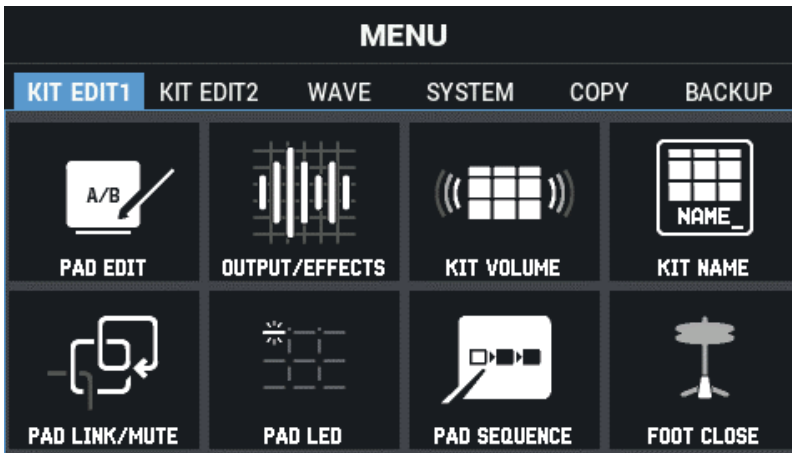 MENU
KIT EDIT1 KIT EDIT2 WAVE SYSTEM COPY BACKUP
A/B
NAME_
PAD EDIT OUTPUT/EFFECTS KIT VOLUME KIT NAME
PAD LINK/MUTE PAD LED PAD SEQUENCE FOOT CLOSE